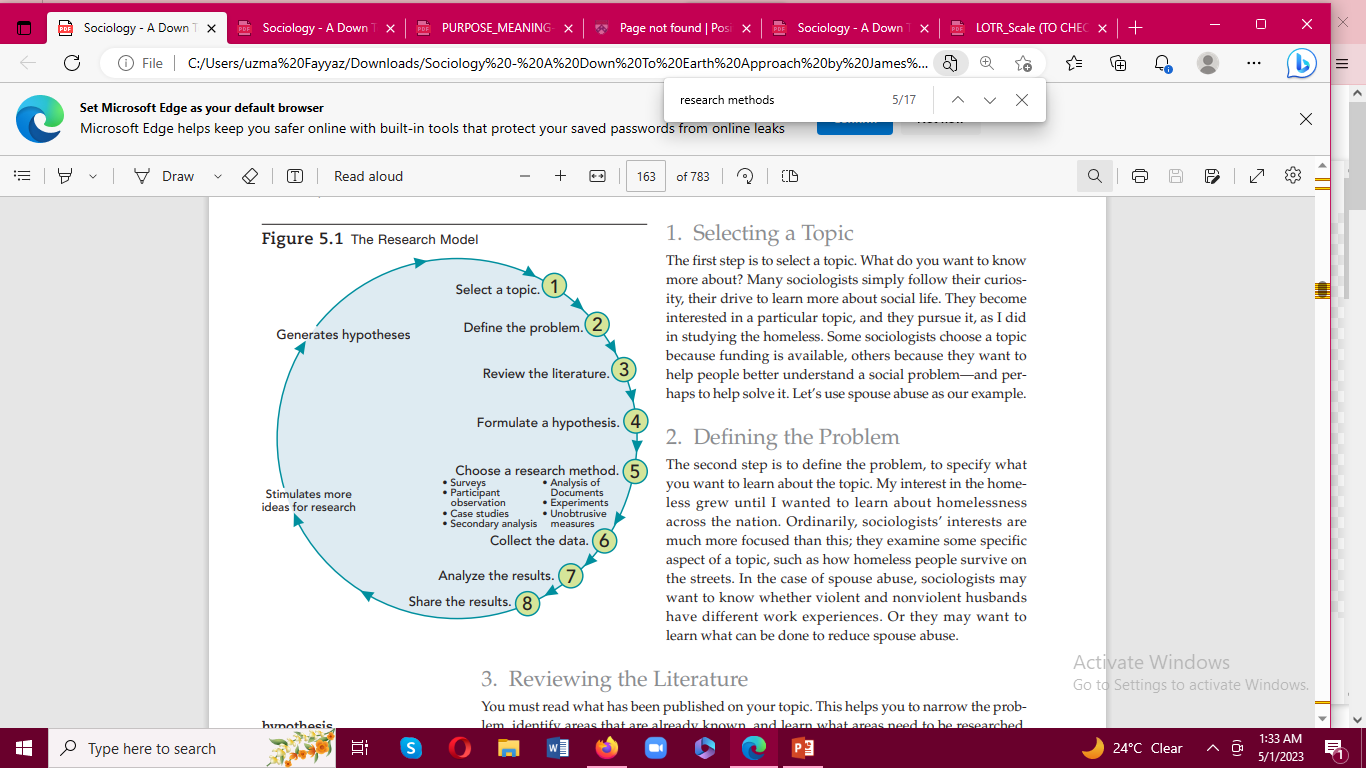 Sociology - A Down T
Sociology - A Down T
PURPOSE_MEANING-
Page not found | Posi
Sociology - A Down T
LOTR_Scale (TO CHEC
File
C:/Users/uzma%20Fayyaz/Downloads/Sociology%20-%20A%20Down%20To%20Earth%20Approach%20by%20James%...
research methods 5/17
Set Microsoft Edge as your default browser
Microsoft Edge helps keep you safer online with built-in tools that protect your saved passwords from online leaks
Draw
Read aloud
163 of 783
Figure 5.1 The Research Model
Select a topic. 1
Define the problem. 2
Generates hypotheses
Review the literature. 3
Formulate a hypothesis. 4
Choose a research method. 5
• Surveys
• Participant
observation
• Case studies
• Secondary analysis
• Analysis of
Documents
• Experiments
• Unobtrusive
measures
Stimulates more
ideas for research
Collect the data. 6
Analyze the results. 7
Share the results. 8
1. Selecting a Topic
The first step is to select a topic. What do you want to know
more about? Many sociologists simply follow their curios-
ity, their drive to learn more about social life. They become
interested in a particular topic, and they pursue it, as I did
in studying the homeless. Some sociologists choose a topic
because funding is available, others because they want to
help people better understand a social problem—and per-
haps to help solve it. Let's use spouse abuse as our example.
2. Defining the Problem
The second step is to define the problem, to specify what
you want to learn about the topic. My interest in the home-
less grew until I wanted to learn about homelessness
across the nation. Ordinarily, sociologists' interests are
much more focused than this; they examine some specific
aspect of a topic, such as how homeless people survive on
the streets. In the case of spouse abuse, sociologists may
want to know whether violent and nonviolent husbands
have different work experiences. Or they may want to
learn what can be done to reduce spouse abuse.
3. Reviewing the Literature
You must read what has been published on your topic. This helps you to narrow the prob-
lem, identify areas that are already known, and learn what areas need to be researched.
hypothesis
Activate Windows
Go to Settings to activate Windows.
Type here to search
24°C Clear
1:33 AM
5/1/2023
1